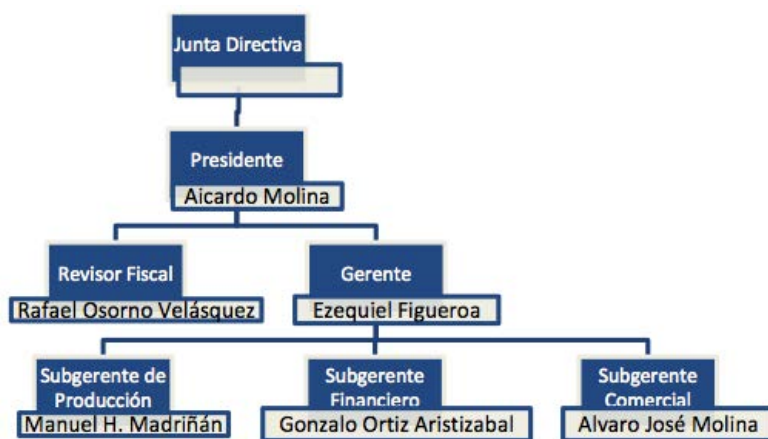 Junta Directiva
Presidente
Aicardo Molina
Revisor Fiscal
Rafael Osorno Velásquez
Gerente
Ezequiel Figueroa
Subgerente de
Producción
Manuel H. Madriñán
Subgerente
Financiero
Gonzalo Ortiz Aristizabal
Subgerente
Comercial
Alvaro José Molina